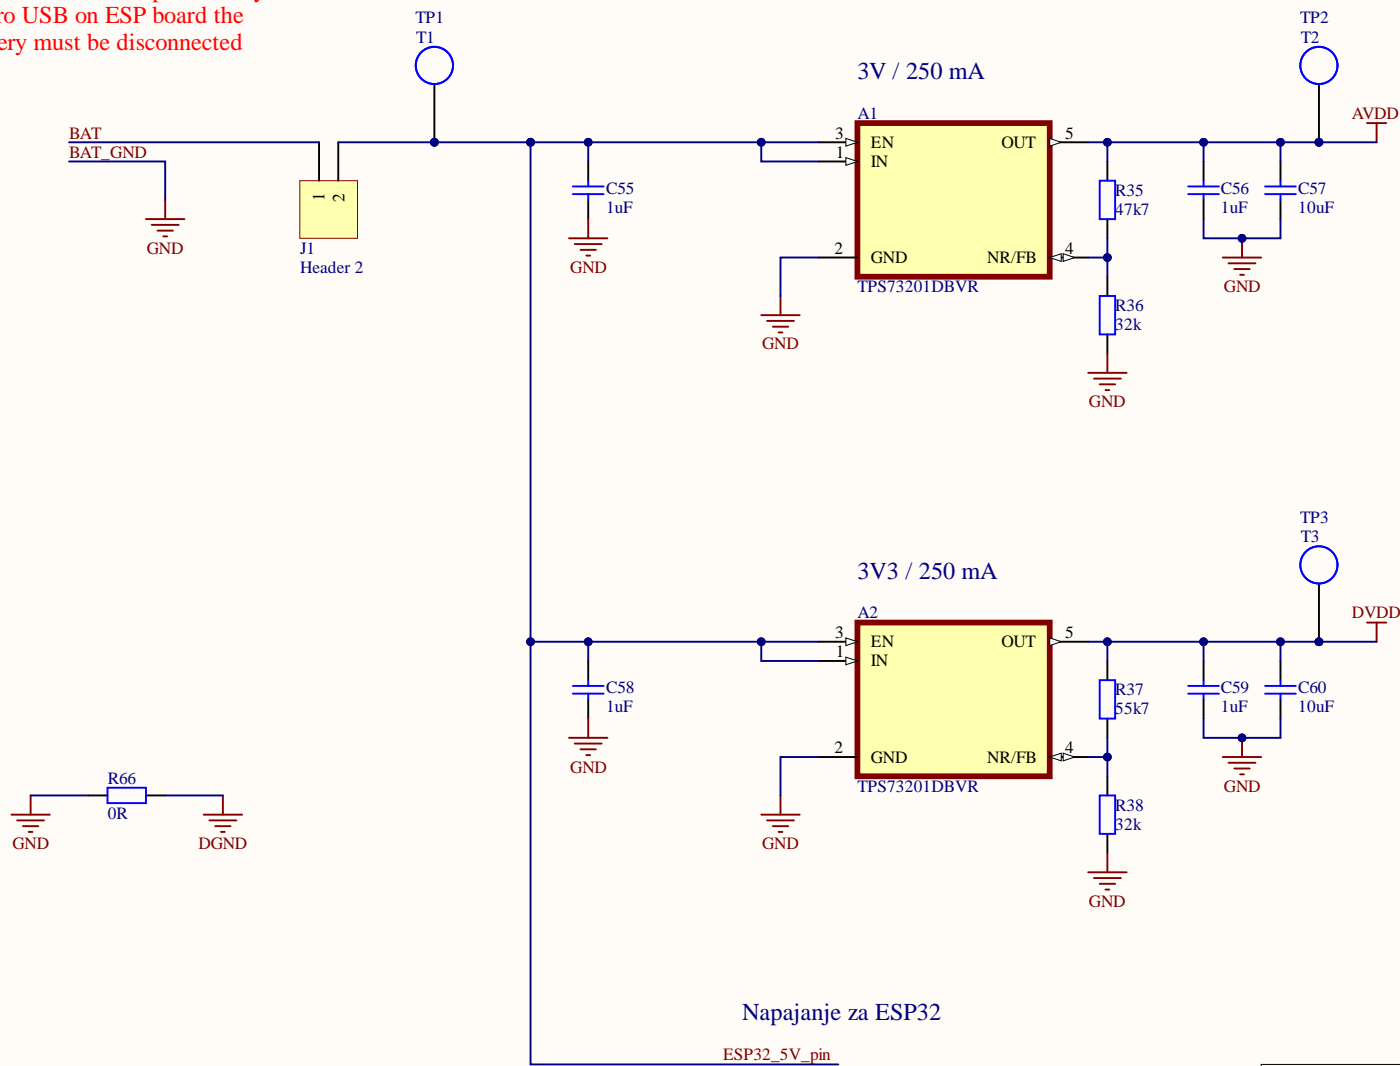 ro USB on ESP board the
ery must be disconnected
TP1
T1
TP2
T2
3V / 250 mA
A1
AVDD
BAT
BAT_GND
3
EN
OUT
5
1
IN
C55
1uF
R35
47k7
C56
1uF
C57
10uF
1
2
GND
J1
Header 2
GND
2
GND
NR/FB
4
GND
TPS73201DBVR
R36
32k
GND
GND
TP3
T3
3V3 / 250 mA
A2
DVDD
3
EN
OUT
5
1
IN
C58
1uF
R37
55k7
C59
1uF
C60
10uF
2
GND
NR/FB
4
GND
GND
TPS73201DBVR
R66
0R
R38
32k
GND
DGND
GND
GND
Napajanje za ESP32
ESP32_5V_pin